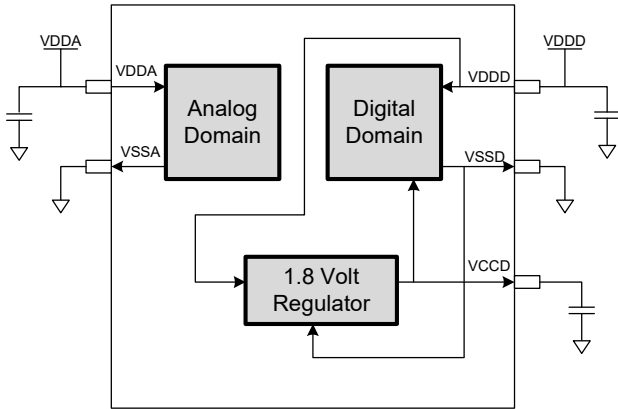 VDDA
VDDD
VDDA
Analog
Domain
Digital
Domain
VDDD
VSSA
VSSD
1.8 Volt
Regulator
VCCD